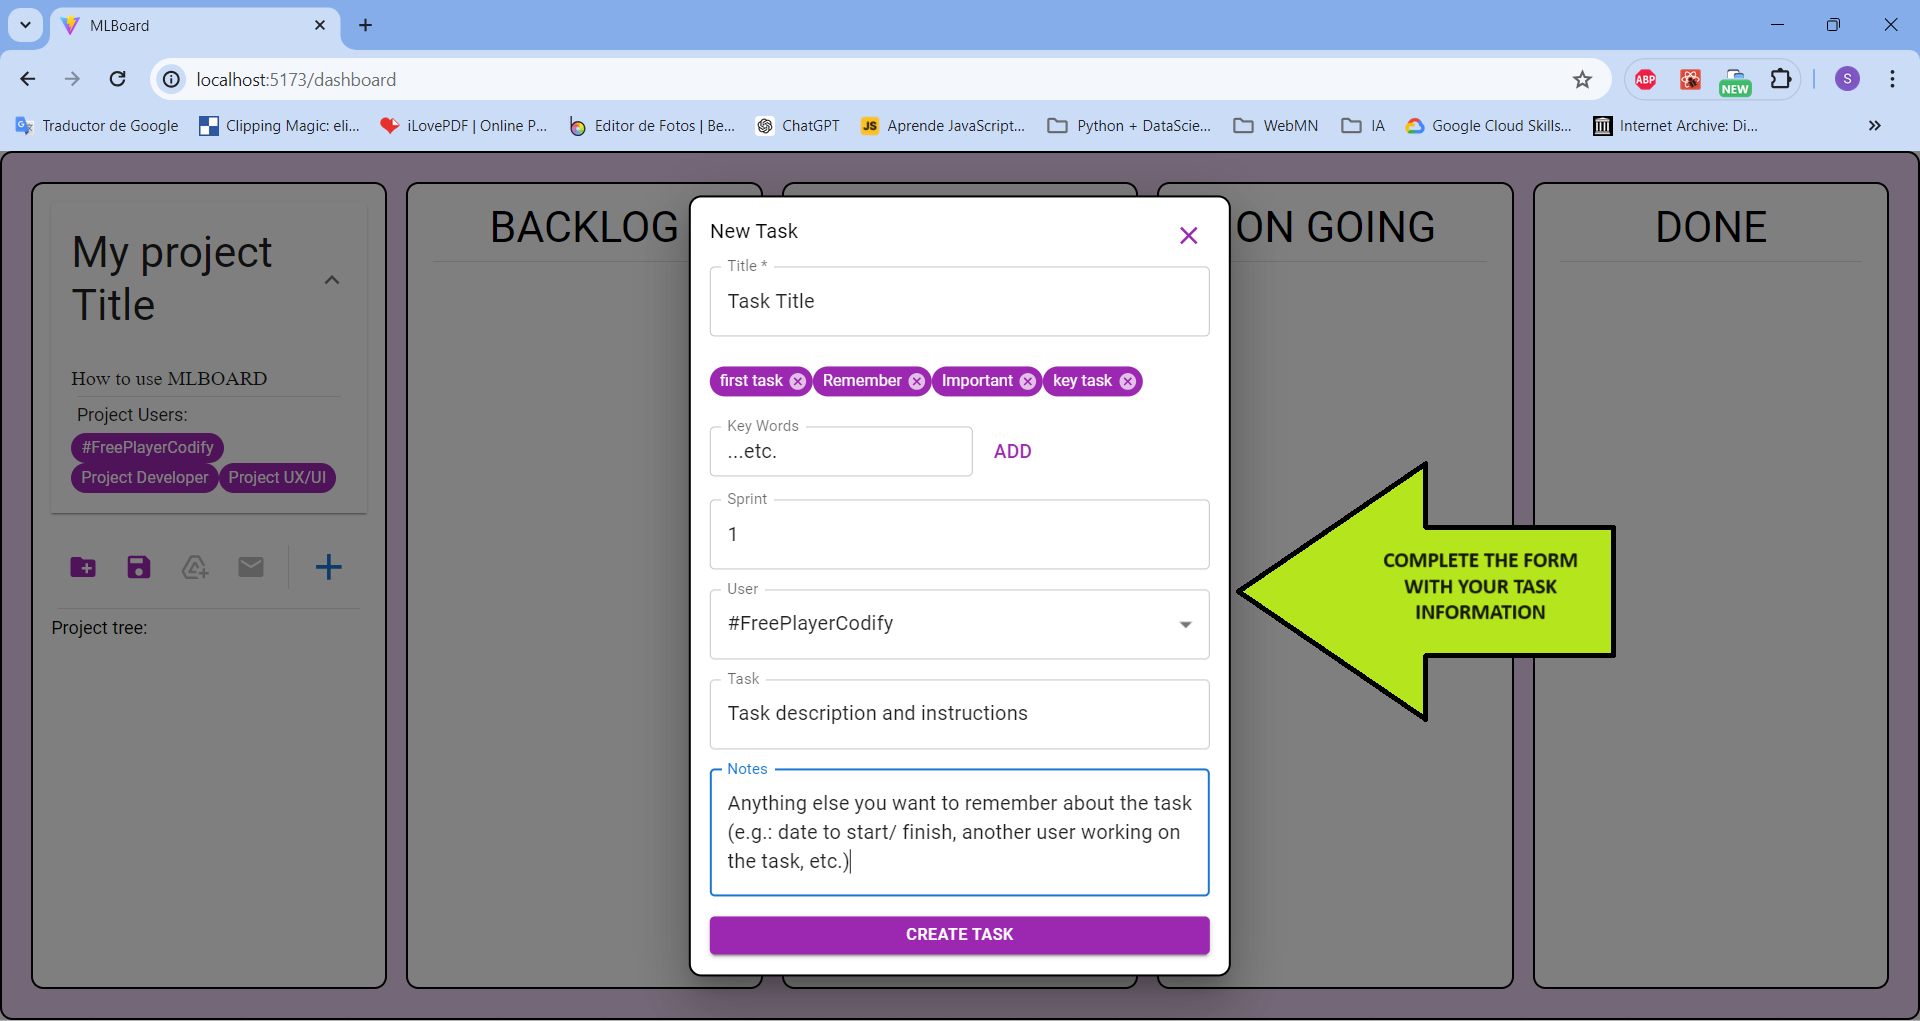 MLBoard
localhost:5173/dashboard
ABP
NEW
S
Traductor de Google
Clipping Magic: eli...
iLovePDF | Online P...
Editor de Fotos | Be...
ChatGPT
JS
Aprende JavaScript...
Python + DataScie...
WebMN
IA
Google Cloud Skills...
Internet Archive: Di...
My project
Title
How to use MLBOARD
Project Users:
#FreePlayerCodify
Project Developer
Project UX/UI
Project tree:
BACKLOG
ON GOING
DONE
New Task
Title *
Task Title
first task
Remember
Important
key task
Key Words
...etc.
ADD
Sprint
1
User
#FreePlayerCodify
Task
Task description and instructions
Notes
Anything else you want to remember about the task
(e.g.: date to start/ finish, another user working on
the task, etc.)
CREATE TASK
COMPLETE THE FORM
WITH YOUR TASK
INFORMATION